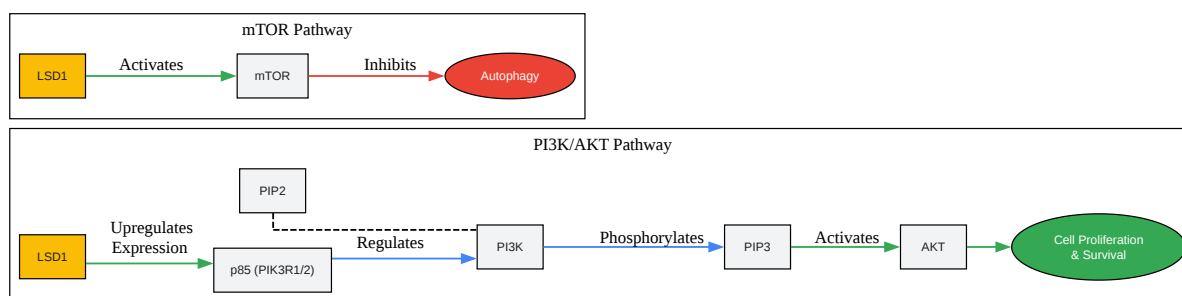 mTOR Pathway
LSD1
Activates
mTOR
Inhibits
Autophagy
PI3K/AKT Pathway
PIP2
LSD1
Upregulates
Expression
p85 (PIK3R1/2)
Regulates
PI3K
Phosphorylates
PIP3
Activates
AKT
Cell Proliferation
& Survival